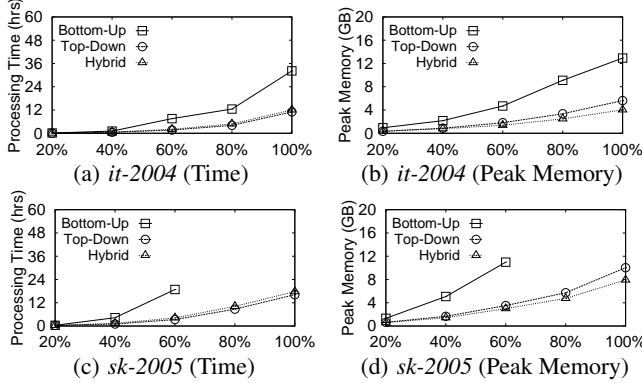 Processing Time (hrs)
60
48
36
24
12
0
Bottom-Up
Top-Down
Hybrid
20% 40% 60% 80% 100%
(a) it-2004 (Time)
Peak Memory (GB)
20
16
12
8
4
0
Bottom-Up
Top-Down
Hybrid
20% 40% 60% 80% 100%
(b) it-2004 (Peak Memory)
Processing Time (hrs)
60
48
36
24
12
0
Bottom-Up
Top-Down
Hybrid
20% 40% 60% 80% 100%
(c) sk-2005 (Time)
Peak Memory (GB)
20
16
12
8
4
0
Bottom-Up
Top-Down
Hybrid
20% 40% 60% 80% 100%
(d) sk-2005 (Peak Memory)